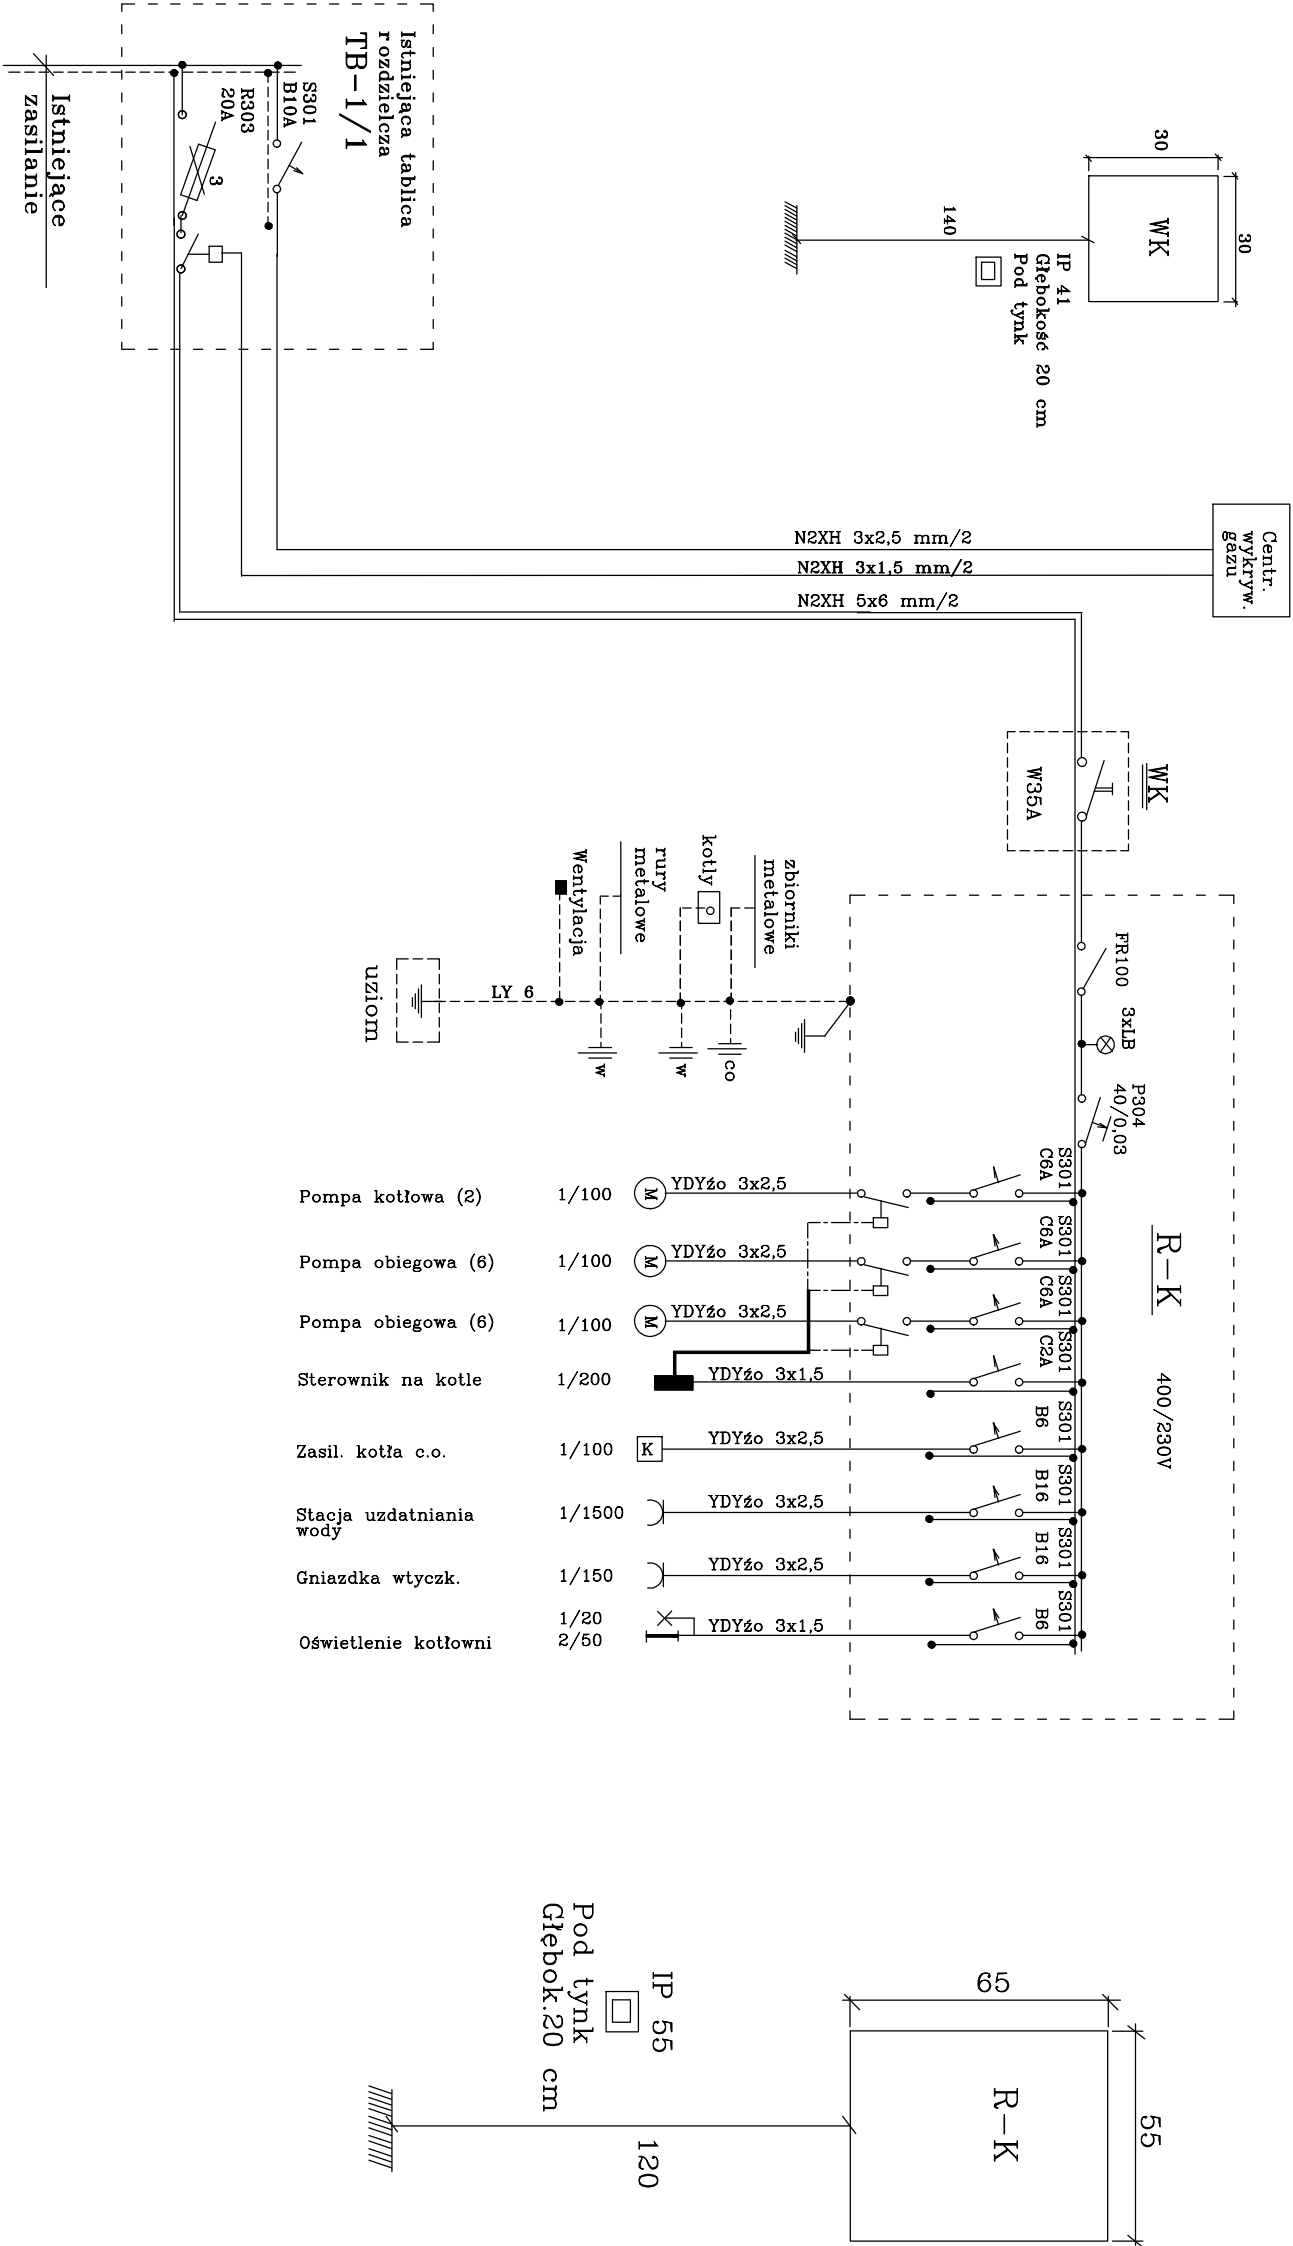 Istniejąca tablica
rozdzielcza
TB-1/1
S301
B10A
R303
20A
3
Istniejące
zasilanie
30
30
WK
140
IP 41
Głębokość 20 cm
Pod tynk
Centr.
wykryw.
gazu
N2XH 3x2,5 mm/2
N2XH 3x1,5 mm/2
N2XH 5x6 mm/2
WK
W35A
zbiorniki
metalowe
kotly
rury
metalowe
Wentylacja
LY 6
uziom
co
w
w
FR100
3xLB
P304
40/0,03
R-K
400/230V
S301
C6A
YDYżo 3x2,5
M
1/100
Pompa kotłowa (2)
S301
C6A
YDYżo 3x2,5
M
1/100
Pompa obiegowa (6)
S301
C6A
YDYżo 3x2,5
M
1/100
Pompa obiegowa (6)
S301
C2A
YDYżo 3x1,5
1/200
Sterownik na kotle
S301
B6
YDYżo 3x2,5
K
1/100
Zasil. kotła c.o.
S301
B16
YDYżo 3x2,5
1/1500
Stacja uzdatniania
wody
S301
B16
YDYżo 3x2,5
1/150
Gniazdka wtyczk.
S301
B6
YDYżo 3x1,5
1/20
2/50
Oświetlenie kotłowni
65
55
R-K
120
IP 55
Pod tynk
Głębok.20 cm